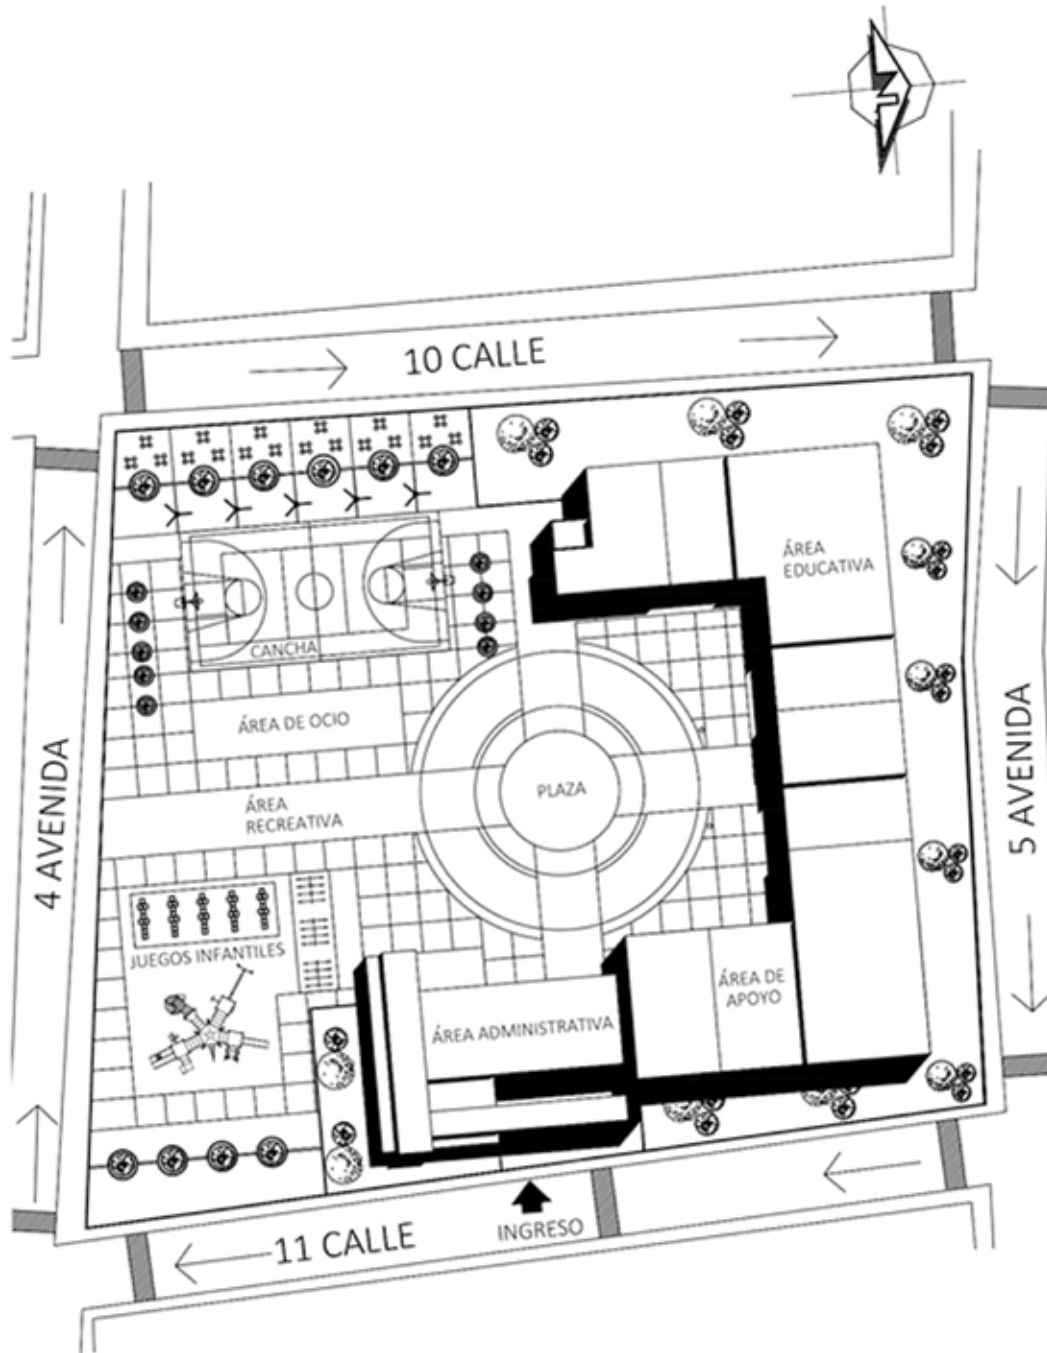 10 CALLE
ÁREA
EDUCATIVA
CANCHA
ÁREA DE OCIO
4 AVENIDA
5 AVENIDA
PLAZA
ÁREA
RECREATIVA
JUEGOS INFANTILES
ÁREA DE
APOYO
ÁREA ADMINISTRATIVA
INGRESO
11 CALLE